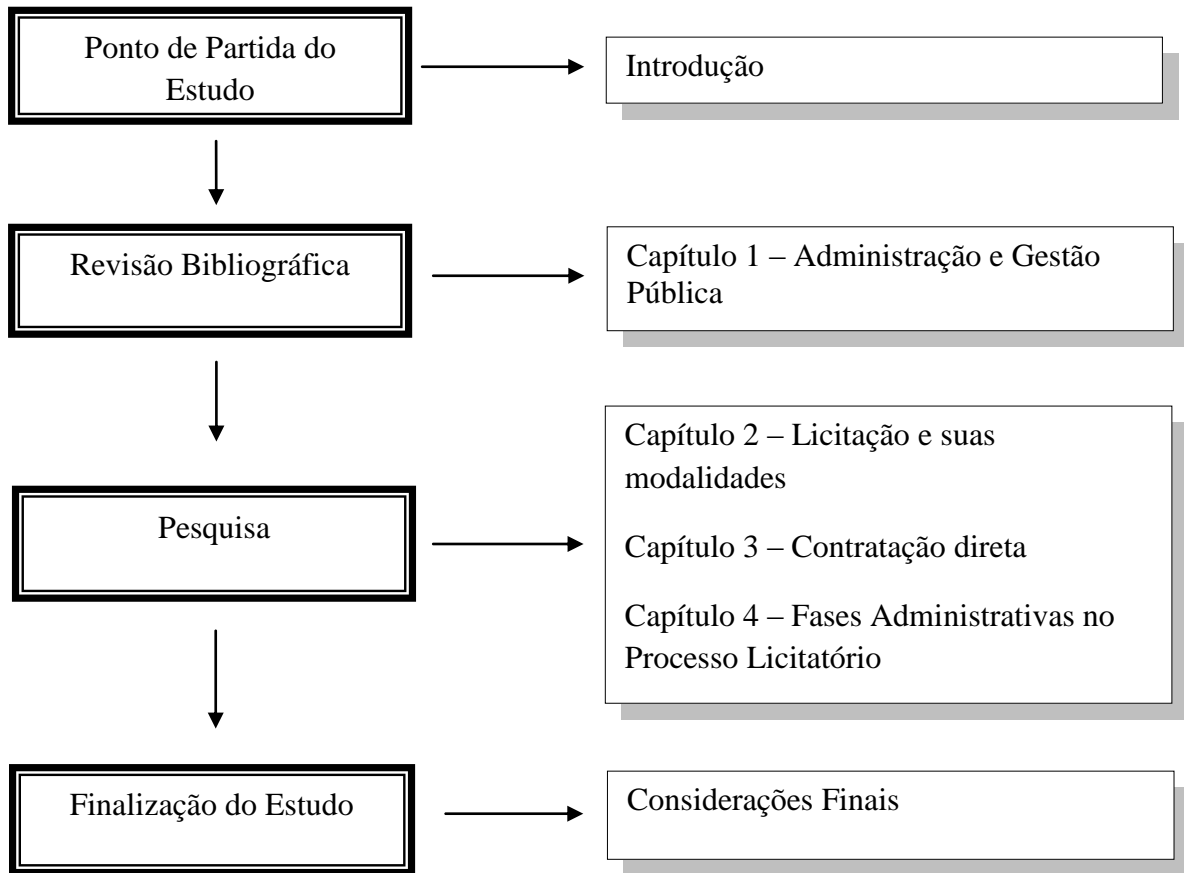 Ponto de Partida do
Estudo
Introdução
Revisão Bibliográfica
Capítulo 1 – Administração e Gestão
Pública
Pesquisa
Capítulo 2 – Licitação e suas
modalidades
Capítulo 3 – Contratação direta
Capítulo 4 – Fases Administrativas no
Processo Licitatório
Finalização do Estudo
Considerações Finais